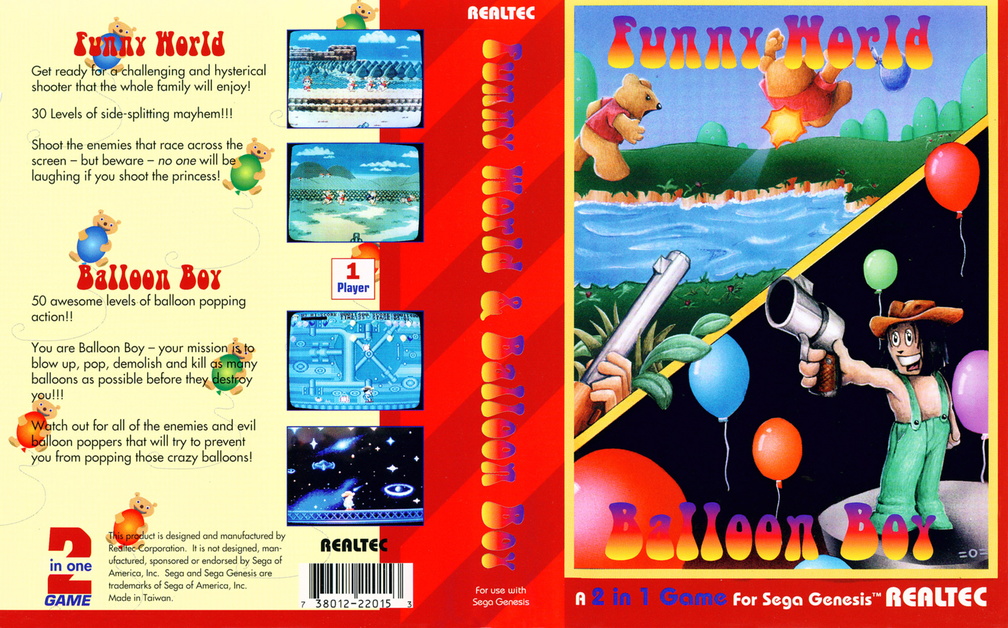 Funny World
Get ready for a challenging and hysterical
shooter that the whole family will enjoy!
30 Levels of side-splitting mayhem!!!
Shoot the enemies that race across the
screen – but beware – no one will be
laughing if you shoot the princess!
Balloon Boy
50 awesome levels of balloon popping
action!!
You are Balloon Boy – your mission is to
blow up, pop, demolish and kill as many
balloons as possible before they destroy
you!!!
Watch out for all of the enemies and evil
balloon poppers that will try to prevent
you from popping those crazy balloons!
2
in one
GAME
This product is designed and manufactured by
Realtec Corporation. It is not designed, man-
ufactured, sponsored or endorsed by Sega of
America, Inc. Sega and Sega Genesis are
trademarks of Sega of America, Inc.
Made in Taiwan.
1
Player
REALTEC
7 38012-22015 3
REALTEC
Funny World & Balloon Boy
For use with
Sega Genesis
Funny World
Balloon Boy
=O=
A 2 in 1 Game For Sega Genesis™ REALTEC